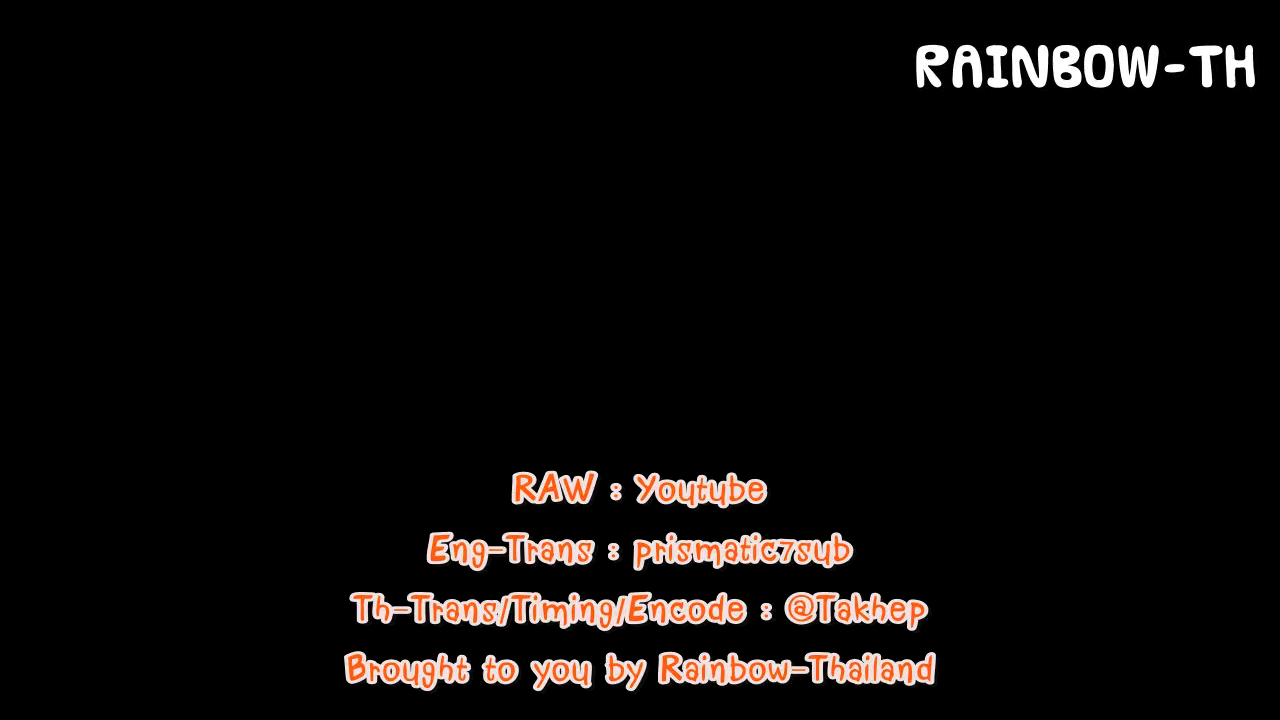 RAINBOW-TH
RAW : Youtube
Eng-Trans : prismatic7sub
Th-Trans/Timing/Encode : @Takhep
Brought to you by Rainbow-Thailand